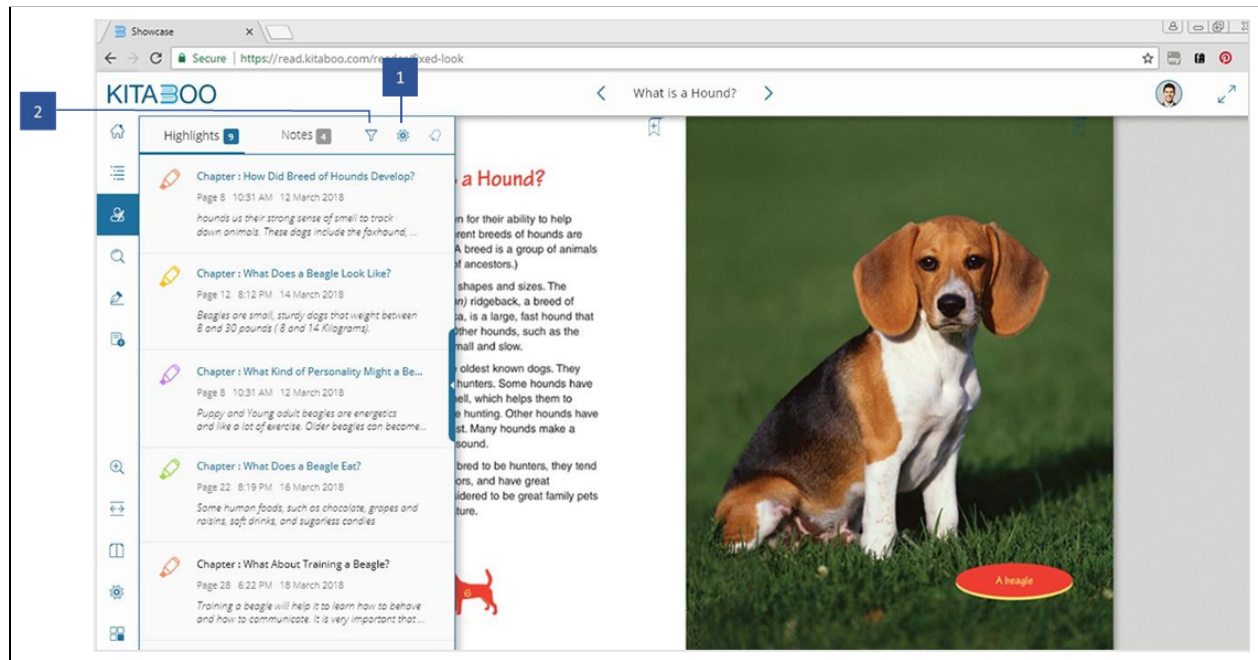 Showcase
Secure | https://read.kitaboo.com/reader/fixed-look
1
2
KITABOO
What is a Hound?
Highlights 9 Notes 4
Chapter : How Did Breed of Hounds Develop?
Page 8 10:31 AM 12 March 2018
hounds us their strong sense of smell to track
down animals. These dogs include the foxhound, ...
Chapter : What Does a Beagle Look Like?
Page 12 8:12 PM 14 March 2018
Beagles are small, sturdy dogs that weight between
8 and 30 pounds ( 8 and 14 Kilograms).
Chapter : What Kind of Personality Might a Be...
Page 8 10:31 AM 12 March 2018
Puppy and Young adult beagles are energetics
and like a lot of exercise. Older beagles can become...
Chapter : What Does a Beagle Eat?
Page 22 8:19 PM 16 March 2018
Some human foods, such as chocolate, grapes and
raisins, soft drinks, and sugarless candies
Chapter : What About Training a Beagle?
Page 28 6:22 PM 18 March 2018
Training a beagle will help it to learn how to behave
and how to communicate. It is very important that ...
a Hound?
n for their ability to help
rent breeds of hounds are
A breed is a group of animals
of ancestors.)
shapes and sizes. The
n) ridgeback, a breed of
ca, is a large, fast hound that
Other hounds, such as the
mall and slow.
oldest known dogs. They
hunters. Some hounds have
ell, which helps them to
e hunting. Other hounds have
st. Many hounds make a
sound.
bred to be hunters, they tend
ors, and have great
sidered to be great family pets
ture.
6
A beagle